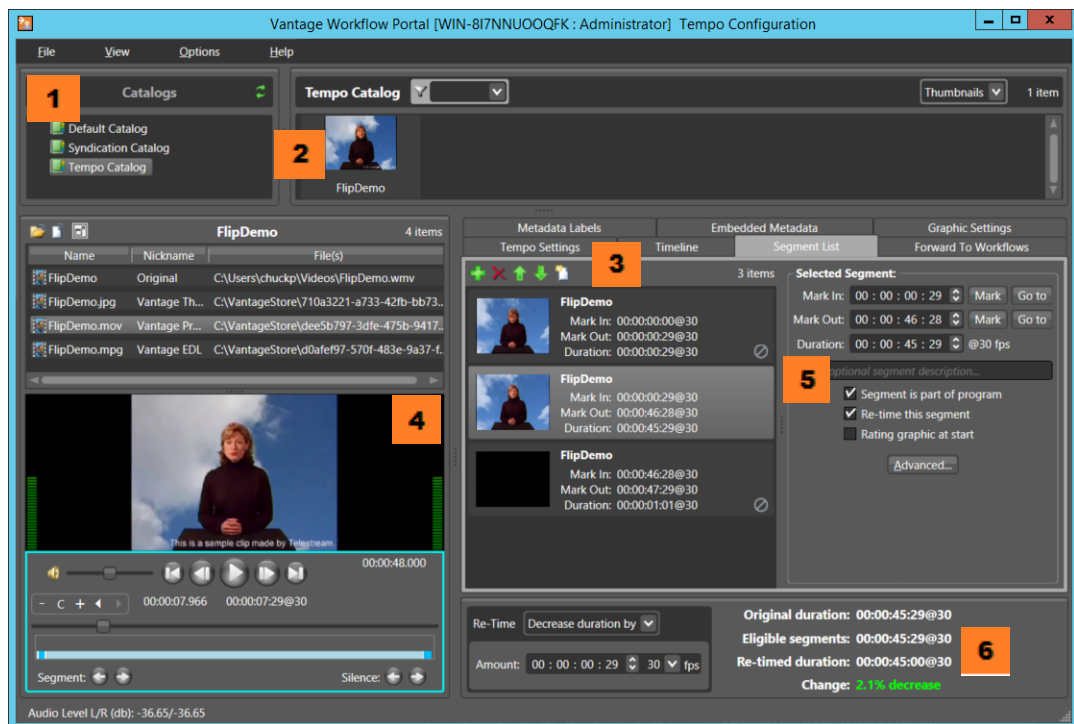 Vantage Workflow Portal [WIN-8I7NNUOOQFK : Administrator] Tempo Configuration
File View Options Help
1
Catalogs
Default Catalog
Syndication Catalog
Tempo Catalog
2
Tempo Catalog
Thumbnails
1 item
FlipDemo
FlipDemo
4 items
Name Nickname File(s)
FlipDemo Original C:\Users\chuckp\Videos\FlipDemo.wmv
FlipDemo.jpg Vantage Th... C:\VantageStore\710a3221-a733-42fb-bb73..
FlipDemo.mov Vantage Pr... C:\VantageStore\dee5b797-3dfe-475b-9417..
FlipDemo.mpg Vantage EDL C:\VantageStore\d0afef97-570f-483e-9a37-f..
4
This is a sample clip made by Telestream.
00:00:48.000
- C +
00:00:07.966 00:00:07:29@30
Segment:
Silence:
Audio Level L/R (db): -36.65/-36.65
Metadata Labels Embedded Metadata Graphic Settings
Tempo Settings Timeline Segment List Forward To Workflows
3
3 items
FlipDemo
Mark In: 00:00:00:00@30
Mark Out: 00:00:00:29@30
Duration: 00:00:00:29@30
FlipDemo
Mark In: 00:00:00:29@30
Mark Out: 00:00:46:28@30
Duration: 00:00:45:29@30
FlipDemo
Mark In: 00:00:46:28@30
Mark Out: 00:00:47:29@30
Duration: 00:00:01:01@30
Selected Segment:
Mark In: 00 : 00 : 00 : 29 Mark Go to
Mark Out: 00 : 00 : 46 : 28 Mark Go to
Duration: 00 : 00 : 45 : 29 @30 fps
5
optional segment description...
Segment is part of program
Re-time this segment
Rating graphic at start
Advanced...
Re-Time Decrease duration by
Amount: 00 : 00 : 00 : 29 30 fps
Original duration: 00:00:45:29@30
Eligible segments: 00:00:45:29@30
Re-timed duration: 00:00:45:00@30
Change: 2.1% decrease
6